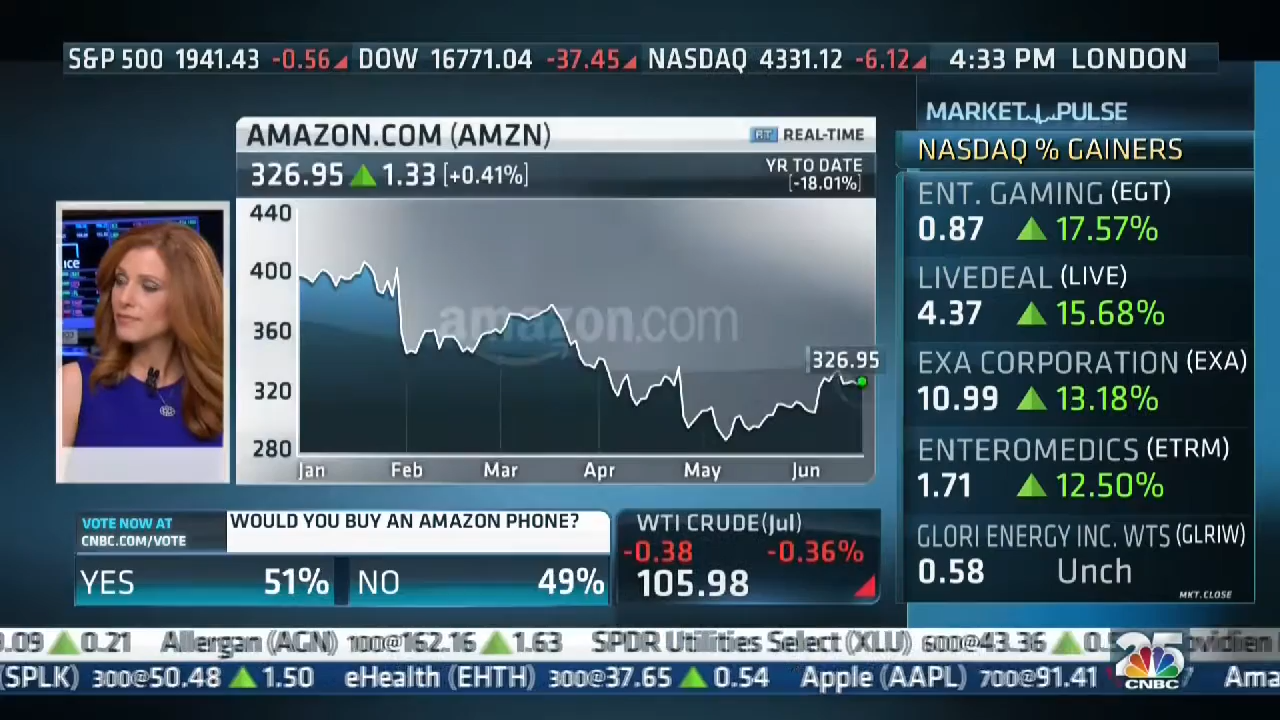 S&P 500 1941.43 -0.56 DOW 16771.04 -37.45 NASDAQ 4331.12 -6.12 4:33 PM LONDON
AMAZON.COM (AMZN) RT REAL-TIME
326.95 1.33 [+0.41%] YR TO DATE
[-18.01%]
440
400
360
320
280
amazon.com
326.95
Jan Feb Mar Apr May Jun
MARKET PULSE
NASDAQ % GAINERS
ENT. GAMING (EGT)
0.87 17.57%
LIVEDEAL (LIVE)
4.37 15.68%
EXA CORPORATION (EXA)
10.99 13.18%
ENTEROMEDICS (ETRM)
1.71 12.50%
GLORI ENERGY INC. WTS (GLRIW)
0.58 Unch
MKT.CLOSE
VOTE NOW AT
CNBC.COM/VOTE
WOULD YOU BUY AN AMAZON PHONE?
YES 51% NO 49%
WTI CRUDE(Jul)
-0.38 -0.36%
105.98
.09 0.21 Allergan (AGN) 100@162.16 1.63 SPDR Utilities Select (XLU) 600@43.36
(SPLK) 300@50.48 1.50 eHealth (EHTH) 300@37.65 0.54 Apple (AAPL) 700@91.41
25
CNBC